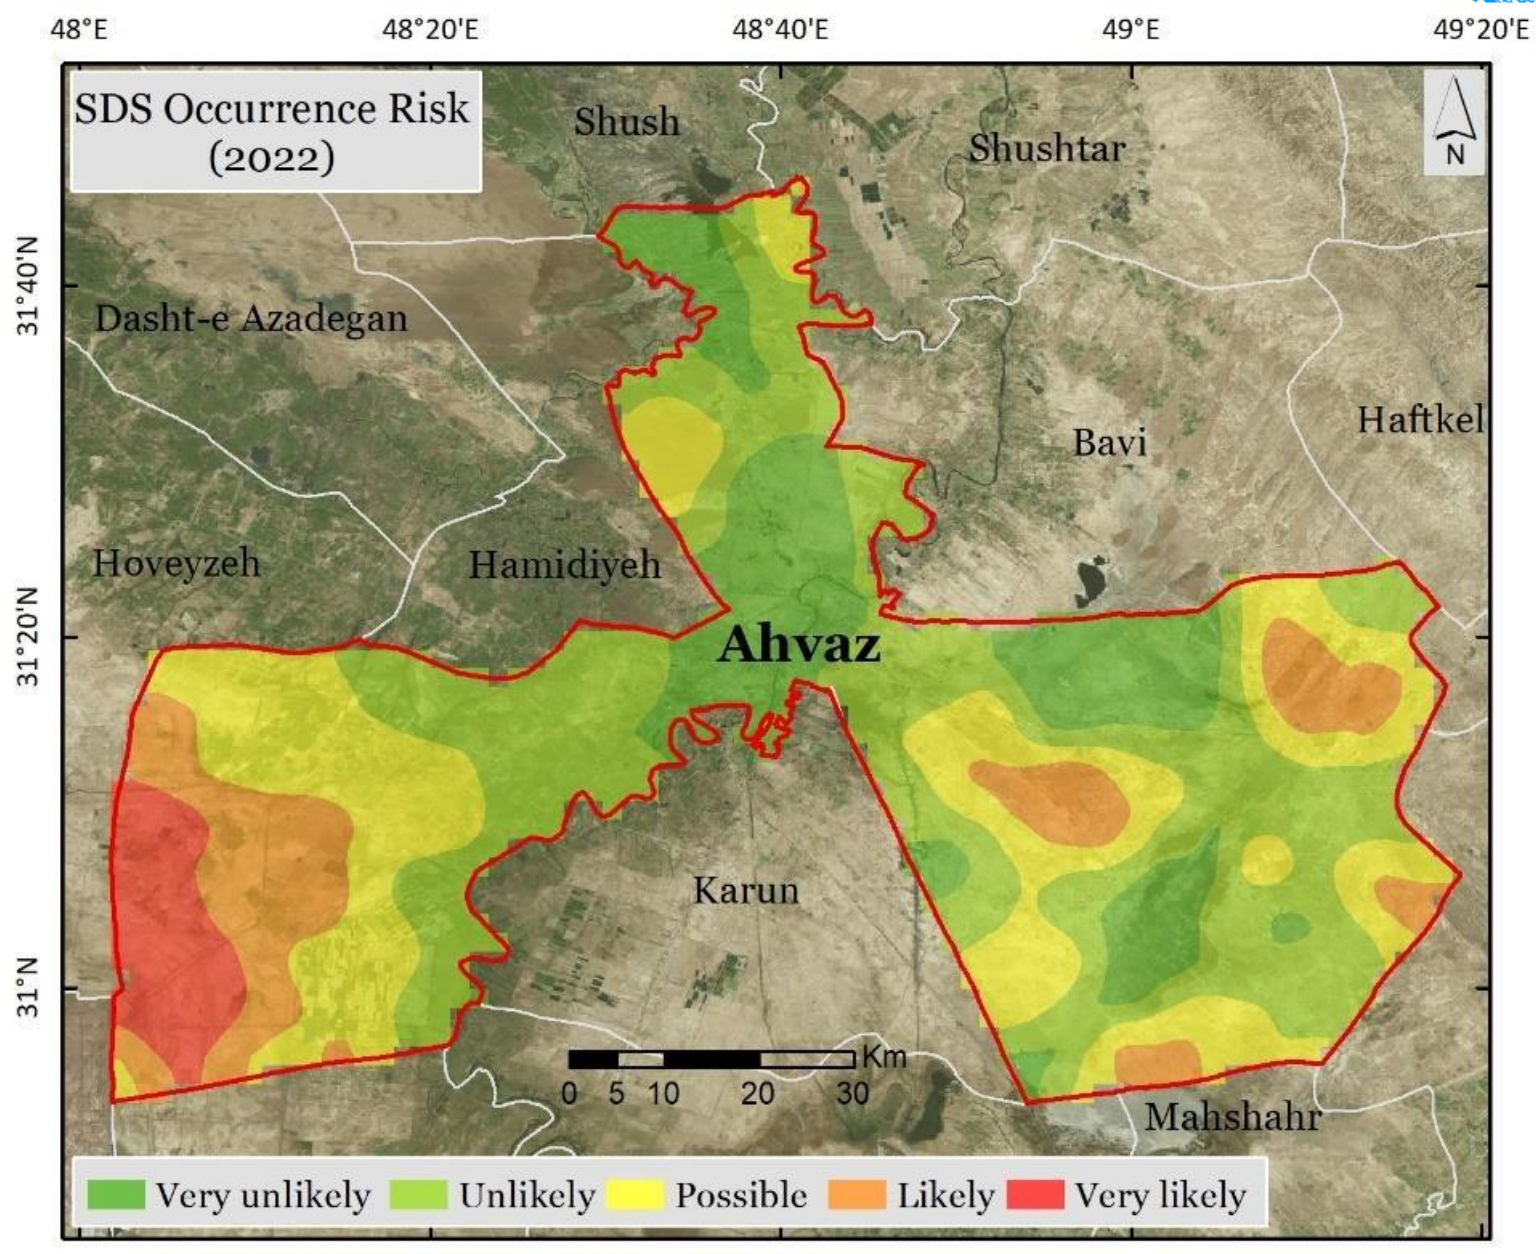 48°E 48°20'E 48°40'E 49°E 49°20'E
SDS Occurrence Risk
(2022)
N
Shush
Shushtar
31°40'N
Dasht-e Azadegan
Haftkel
Bavi
Hoveyzeh
Hamidiyeh
31°20'N
Ahvaz
Karun
31°N
Km
0 5 10 20 30
Mahshahr
Very unlikely Unlikely Possible Likely Very likely